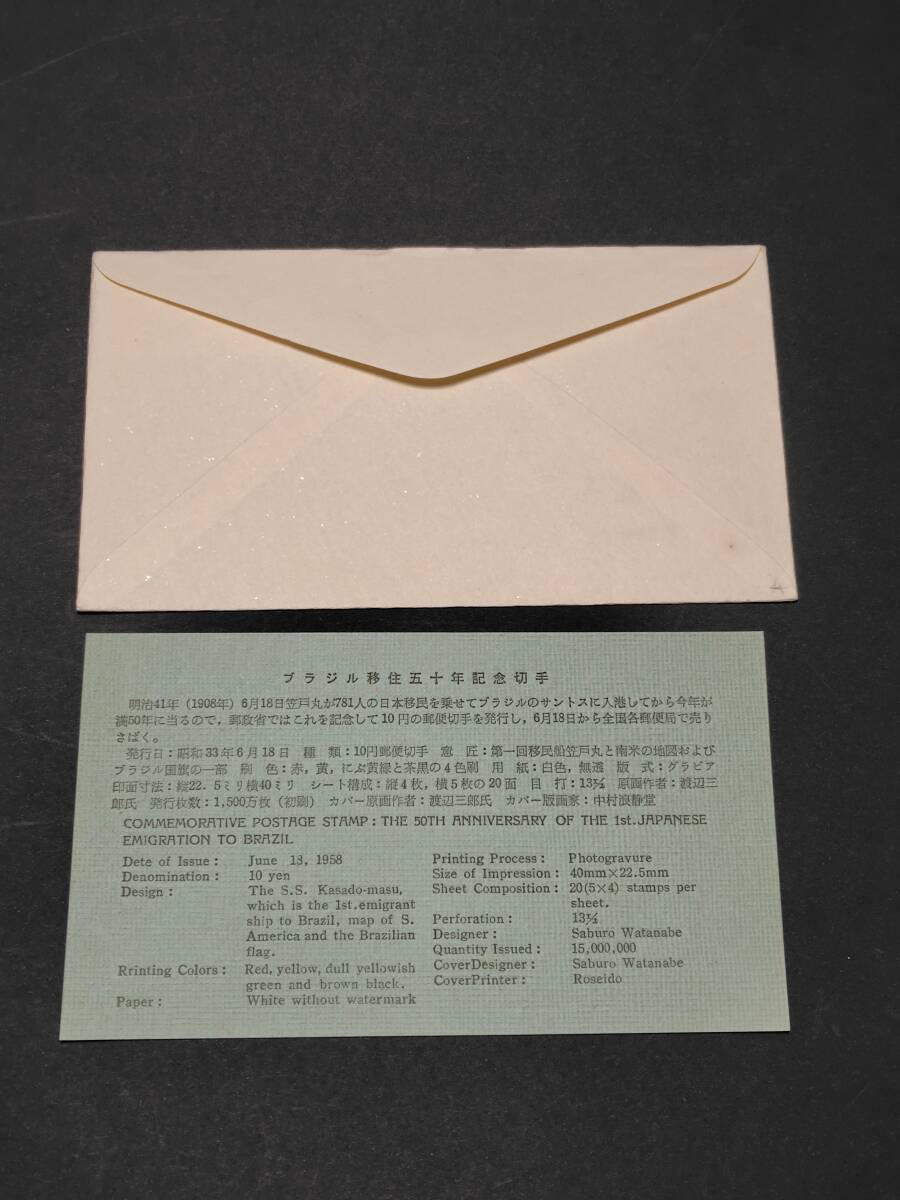 ブラジル移住五十年記念切手
明治41年(1908年)6月18日笠戸丸が781人の日本移民を乗せてブラジルのサントスに入港してから今年が
満50年に当るので,郵政省ではこれを記念して10円の郵便切手を発行し,6月18日から全国各郵便局で売り
さばく。
発行日:昭和33年6月18日 種 類:10円郵便切手 意 匠:第一回移民船笠戸丸と南米の地図および
ブラジル国旗の一部 刷 色:赤,黄,にぶ黄緑と茶黒の4色刷 用 紙:白色,無透 版 式:グラビア
印面寸法:縦22.5ミリ横40ミリ シート構成:縦4枚,横5枚の20面 目 打:13½ 原画作者:渡辺三
郎氏 発行枚数:1,500万枚(初刷) カバー原画作者:渡辺三郎氏 カバー版画家:中村浪静堂
COMMEMORATIVE POSTAGE STAMP: THE 50TH ANNIVERSARY OF THE 1st. JAPANESE
EMIGRATION TO BRAZIL
Dete of Issue: June 18, 1958
Denomination: 10 yen
Design: The S.S. Kasado-masu,
which is the 1st.emigrant
ship to Brazil, map of S.
America and the Brazilian
flag.
Rrinting Colors: Red, yellow, dull yellowish
green and brown black.
Paper: White without watermark
Printing Process: Photogravure
Size of Impression: 40mm×22.5mm
Sheet Composition: 20(5×4) stamps per
sheet.
Perforation: 13½
Designer: Saburo Watanabe
Quantity Issued: 15,000,000
CoverDesigner: Saburo Watanabe
CoverPrinter: Roseido